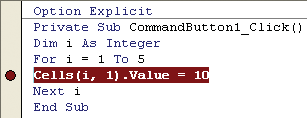 Option Explicit
Private Sub CommandButton1_Click()
Dim i As Integer
For i = 1 To 5
Cells(i, 1).Value = 10
Next i
End Sub